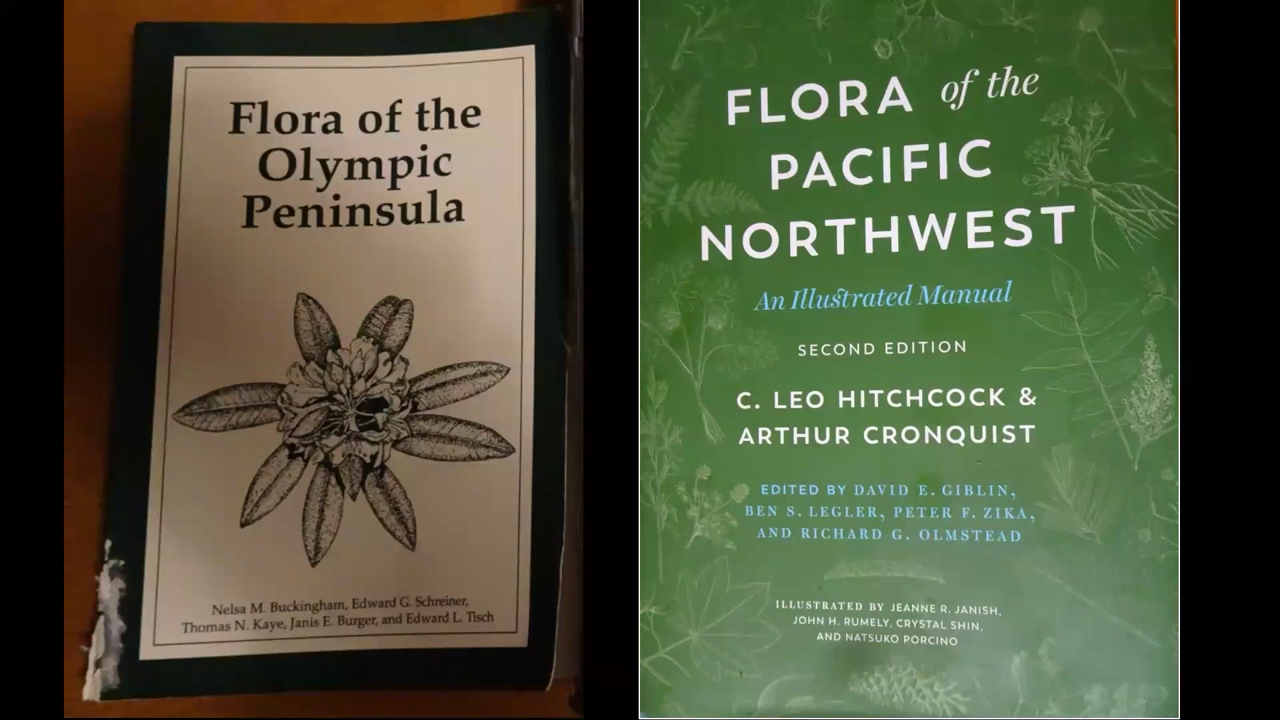 Flora of the
Olympic
Peninsula
Nelsa M. Buckingham, Edward G. Schreiner,
Thomas N. Kaye, Janis E. Burger, and Edward L. Tisch
FLORA of the
PACIFIC
NORTHWEST
An Illustrated Manual
SECOND EDITION
C. LEO HITCHCOCK &
ARTHUR CRONQUIST
EDITED BY DAVID E. GIBLIN,
BEN S. LEGLER, PETER F. ZIKA,
AND RICHARD G. OLMSTEAD
ILLUSTRATED BY JEANNE R. JANISH,
JOHN H. RUMELY, CRYSTAL SHIN,
AND NATSUKO PORCINO